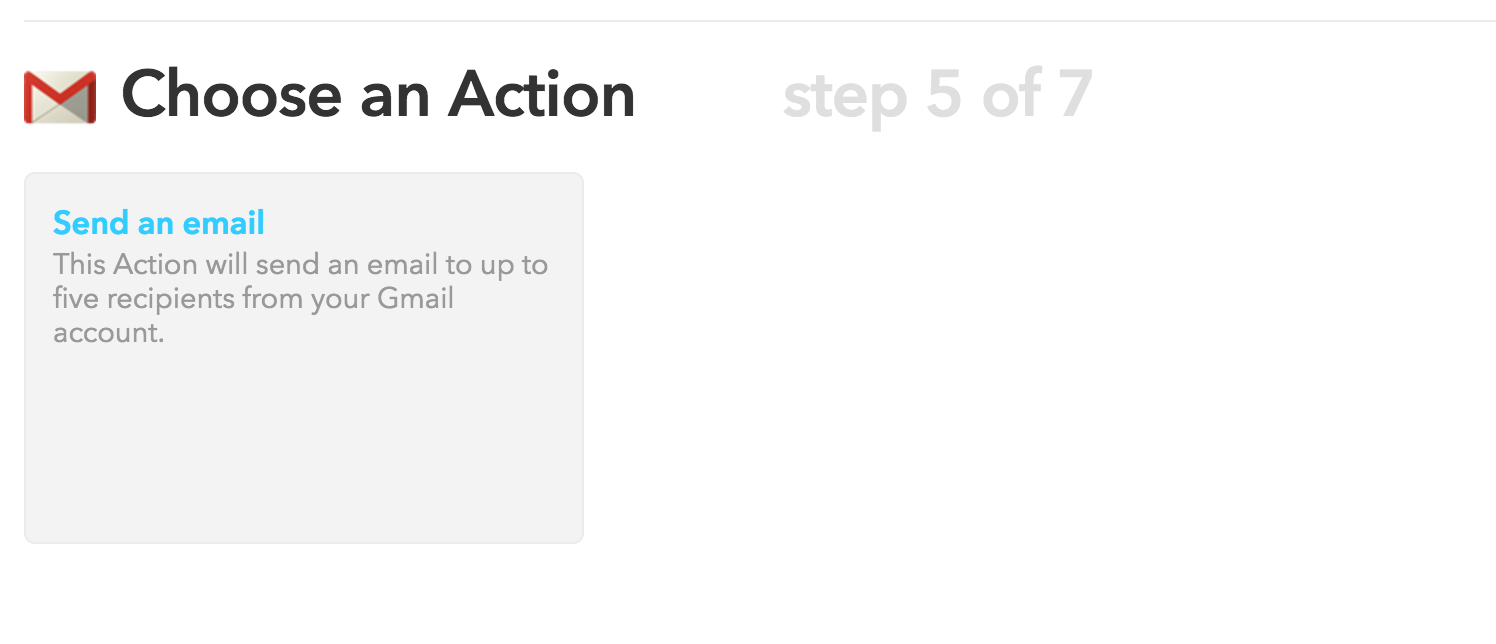 Choose an Action step 5 of 7
Send an email
This Action will send an email to up to
five recipients from your Gmail
account.